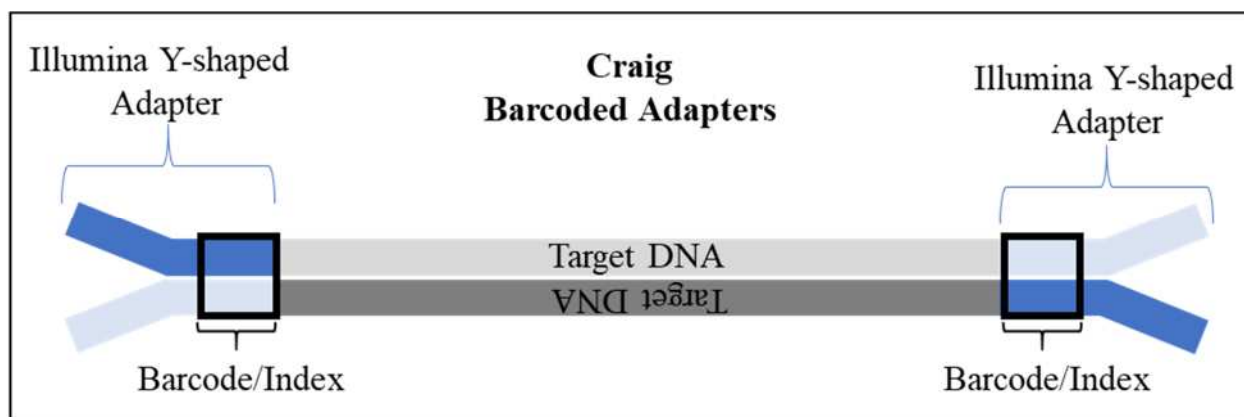 Illumina Y-shaped
Adapter
Craig
Barcoded Adapters
Illumina Y-shaped
Adapter
Target DNA
Target DNA
Barcode/Index
Barcode/Index